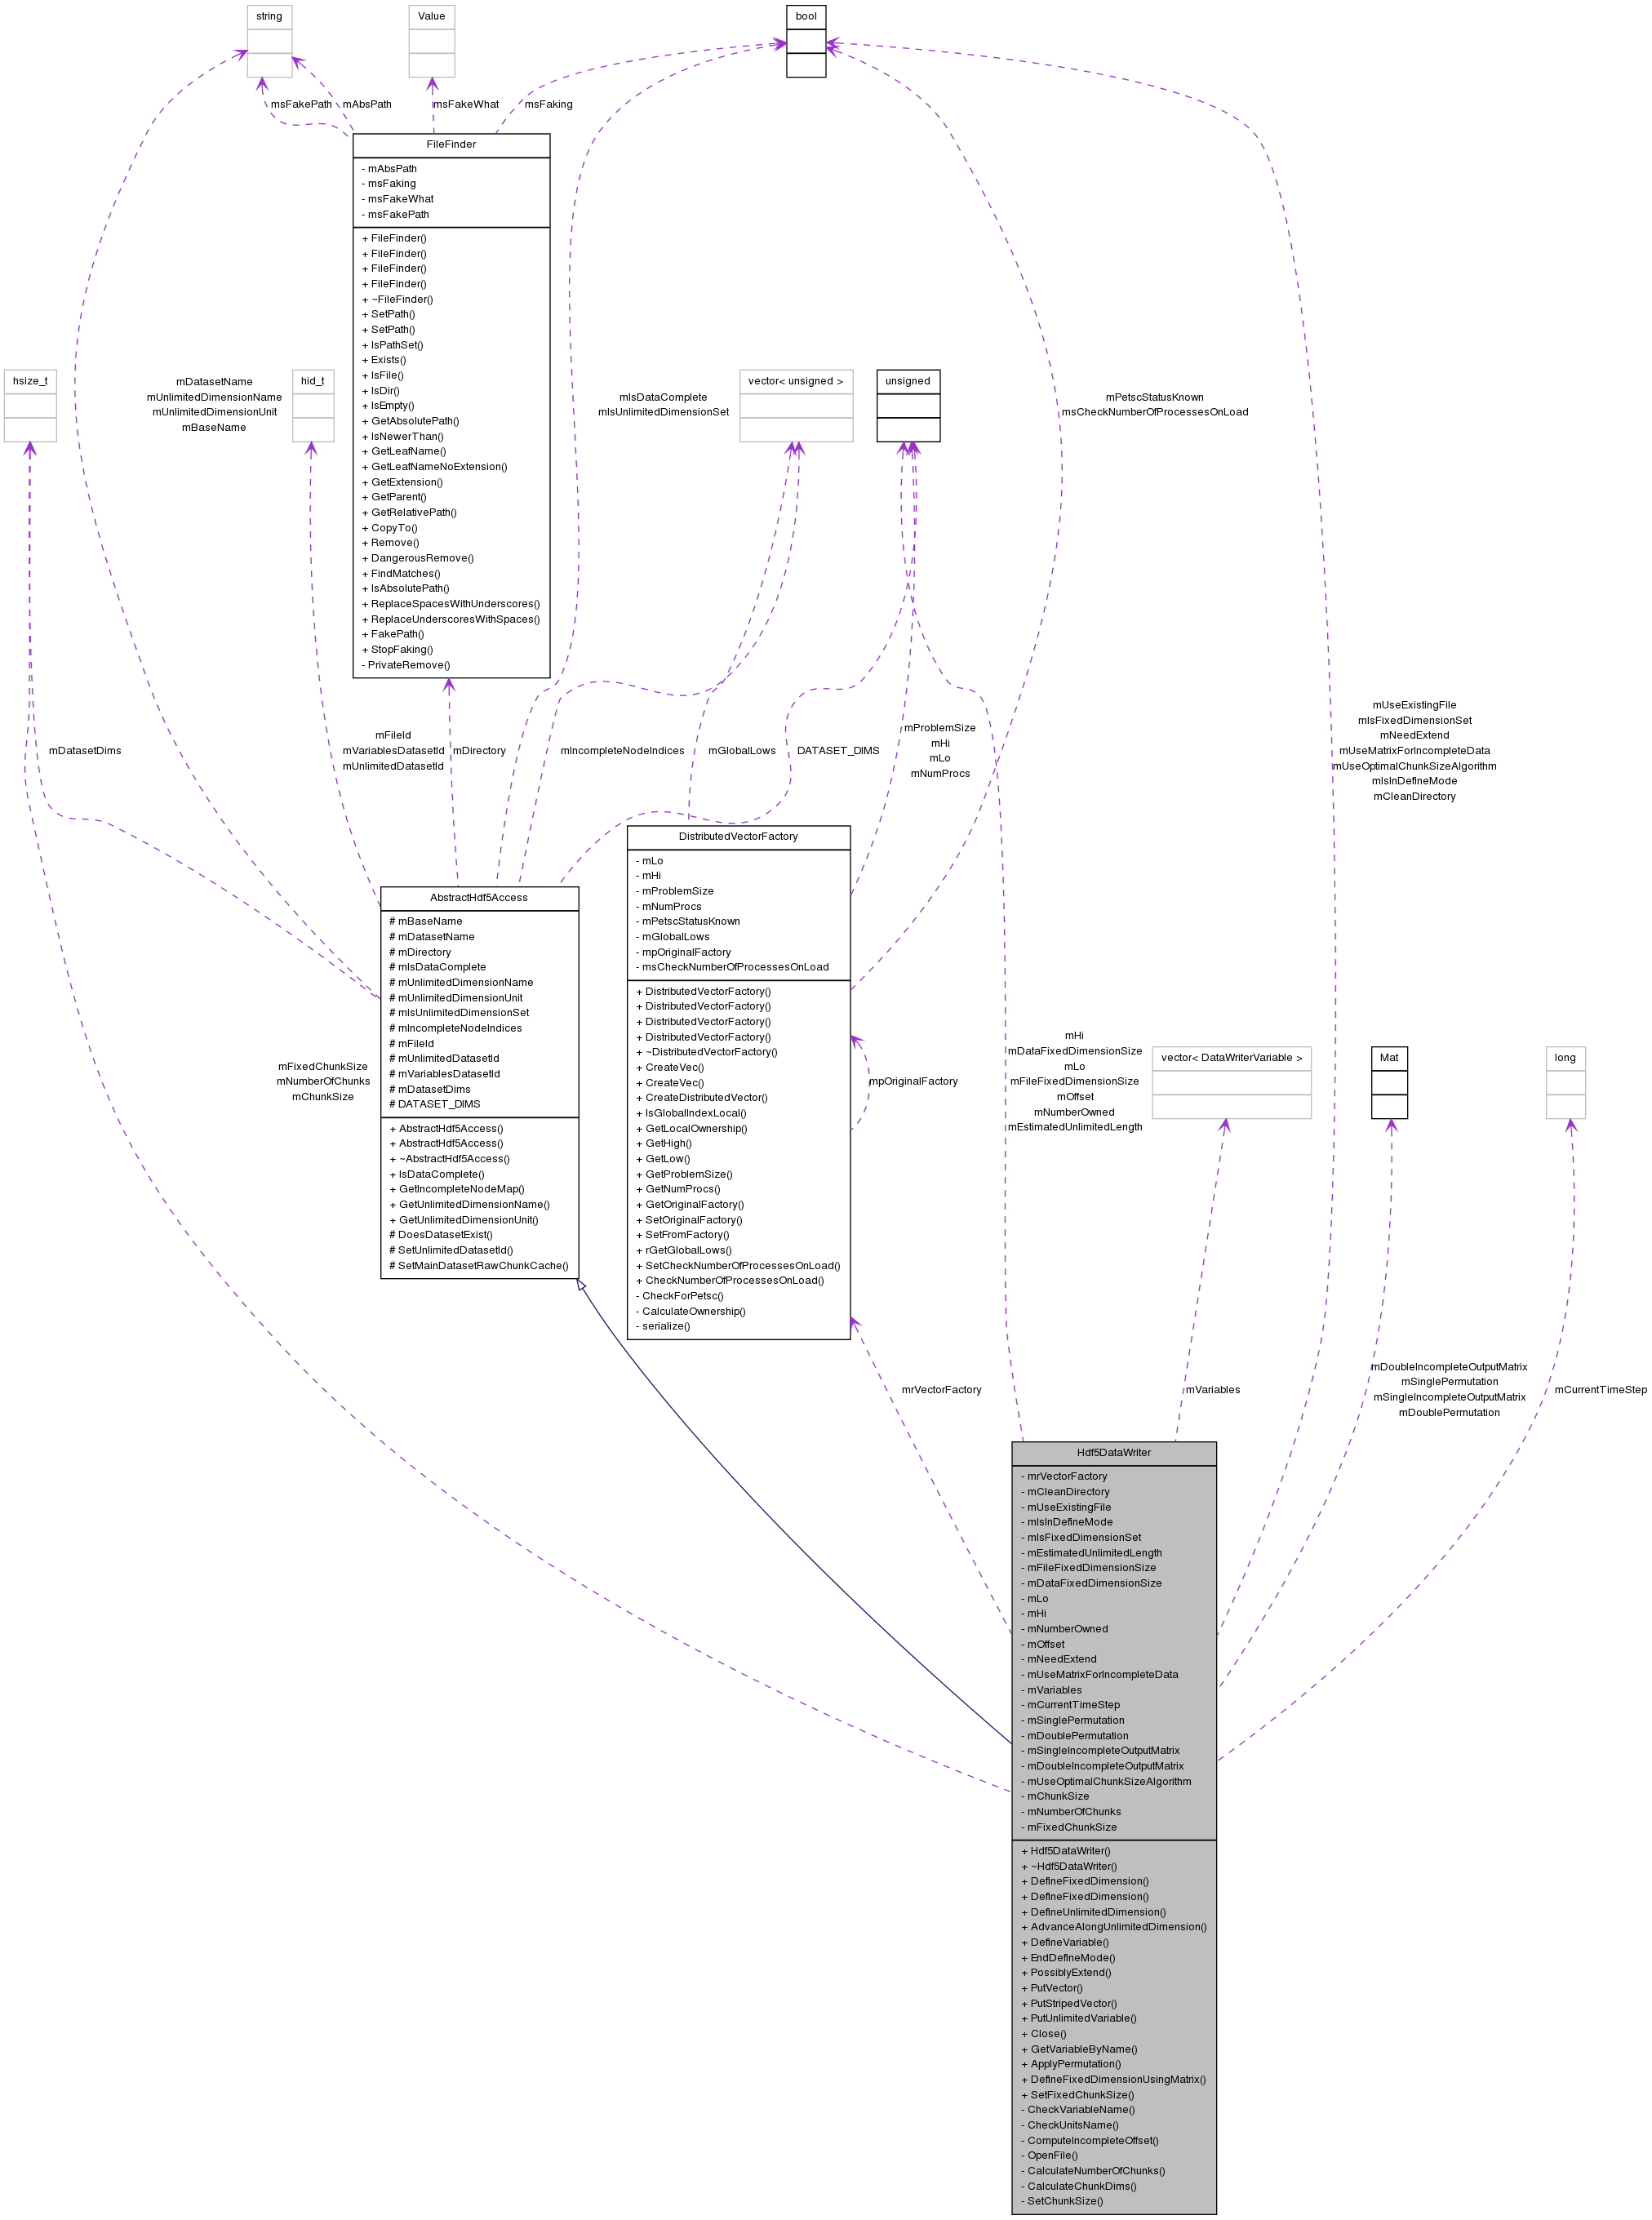 string
Value
bool
msFakePath
mAbsPath
msFakeWhat
msFaking
FileFinder
- mAbsPath
- msFaking
- msFakeWhat
- msFakePath
+ FileFinder()
+ FileFinder()
+ FileFinder()
+ FileFinder()
+ ~FileFinder()
+ SetPath()
+ SetPath()
+ IsPathSet()
+ Exists()
+ IsFile()
+ IsDir()
+ IsEmpty()
+ GetAbsolutePath()
+ IsNewerThan()
+ GetLeafName()
+ GetLeafNameNoExtension()
+ GetExtension()
+ GetParent()
+ GetRelativePath()
+ CopyTo()
+ Remove()
+ DangerousRemove()
+ FindMatches()
+ IsAbsolutePath()
+ ReplaceSpacesWithUnderscores()
+ ReplaceUnderscoresWithSpaces()
+ FakePath()
+ StopFaking()
- PrivateRemove()
hsize_t
mDatasetName
mUnlimitedDimensionName
mUnlimitedDimensionUnit
mBaseName
hid_t
mIsDataComplete
mIsUnlimitedDimensionSet
vector< unsigned >
unsigned
mPetscStatusKnown
msCheckNumberOfProcessesOnLoad
mDatasetDims
mFileId
mVariablesDatasetId
mUnlimitedDatasetId
mDirectory
mIncompleteNodeIndices
mGlobalLows
DATASET_DIMS
mProblemSize
mHi
mLo
mNumProcs
mUseExistingFile
mIsFixedDimensionSet
mNeedExtend
mUseMatrixForIncompleteData
mUseOptimalChunkSizeAlgorithm
mIsInDefineMode
mCleanDirectory
AbstractHdf5Access
# mBaseName
# mDatasetName
# mDirectory
# mIsDataComplete
# mUnlimitedDimensionName
# mUnlimitedDimensionUnit
# mIsUnlimitedDimensionSet
# mIncompleteNodeIndices
# mFileId
# mUnlimitedDatasetId
# mVariablesDatasetId
# mDatasetDims
# DATASET_DIMS
+ AbstractHdf5Access()
+ AbstractHdf5Access()
+ ~AbstractHdf5Access()
+ IsDataComplete()
+ GetIncompleteNodeMap()
+ GetUnlimitedDimensionName()
+ GetUnlimitedDimensionUnit()
# DoesDatasetExist()
# SetUnlimitedDatasetId()
# SetMainDatasetRawChunkCache()
DistributedVectorFactory
- mLo
- mHi
- mProblemSize
- mNumProcs
- mPetscStatusKnown
- mGlobalLows
- mpOriginalFactory
- msCheckNumberOfProcessesOnLoad
+ DistributedVectorFactory()
+ DistributedVectorFactory()
+ DistributedVectorFactory()
+ DistributedVectorFactory()
+ ~DistributedVectorFactory()
+ CreateVec()
+ CreateVec()
+ CreateDistributedVector()
+ IsGlobalIndexLocal()
+ GetLocalOwnership()
+ GetHigh()
+ GetLow()
+ GetProblemSize()
+ GetNumProcs()
+ GetOriginalFactory()
+ SetOriginalFactory()
+ SetFromFactory()
+ rGetGlobalLows()
+ SetCheckNumberOfProcessesOnLoad()
+ CheckNumberOfProcessesOnLoad()
- CheckForPetsc()
- CalculateOwnership()
- serialize()
mFixedChunkSize
mNumberOfChunks
mChunkSize
mpOriginalFactory
mHi
mDataFixedDimensionSize
mLo
mFileFixedDimensionSize
mOffset
mNumberOwned
mEstimatedUnlimitedLength
vector< DataWriterVariable >
Mat
long
mrVectorFactory
mVariables
mDoubleIncompleteOutputMatrix
mSinglePermutation
mSingleIncompleteOutputMatrix
mDoublePermutation
mCurrentTimeStep
Hdf5DataWriter
- mrVectorFactory
- mCleanDirectory
- mUseExistingFile
- mIsInDefineMode
- mIsFixedDimensionSet
- mEstimatedUnlimitedLength
- mFileFixedDimensionSize
- mDataFixedDimensionSize
- mLo
- mHi
- mNumberOwned
- mOffset
- mNeedExtend
- mUseMatrixForIncompleteData
- mVariables
- mCurrentTimeStep
- mSinglePermutation
- mDoublePermutation
- mSingleIncompleteOutputMatrix
- mDoubleIncompleteOutputMatrix
- mUseOptimalChunkSizeAlgorithm
- mChunkSize
- mNumberOfChunks
- mFixedChunkSize
+ Hdf5DataWriter()
+ ~Hdf5DataWriter()
+ DefineFixedDimension()
+ DefineFixedDimension()
+ DefineUnlimitedDimension()
+ AdvanceAlongUnlimitedDimension()
+ DefineVariable()
+ EndDefineMode()
+ PossiblyExtend()
+ PutVector()
+ PutStripedVector()
+ PutUnlimitedVariable()
+ Close()
+ GetVariableByName()
+ ApplyPermutation()
+ DefineFixedDimensionUsingMatrix()
+ SetFixedChunkSize()
- CheckVariableName()
- CheckUnitsName()
- ComputeIncompleteOffset()
- OpenFile()
- CalculateNumberOfChunks()
- CalculateChunkDims()
- SetChunkSize()